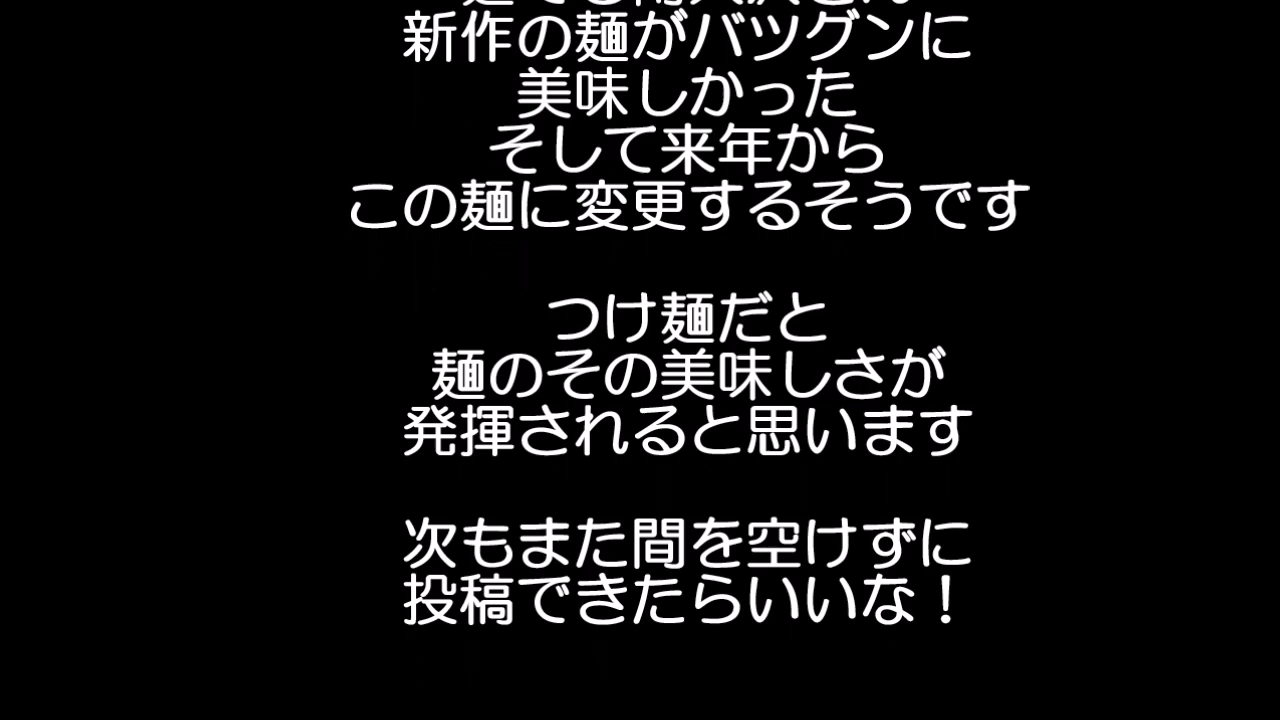 新作の麺がバツグンに
美味しかった
そして来年から
この麺に変更するそうです
つけ麺だと
麺のその美味しさが
発揮されると思います
次もまた間を空けずに
投稿できたらいいな！